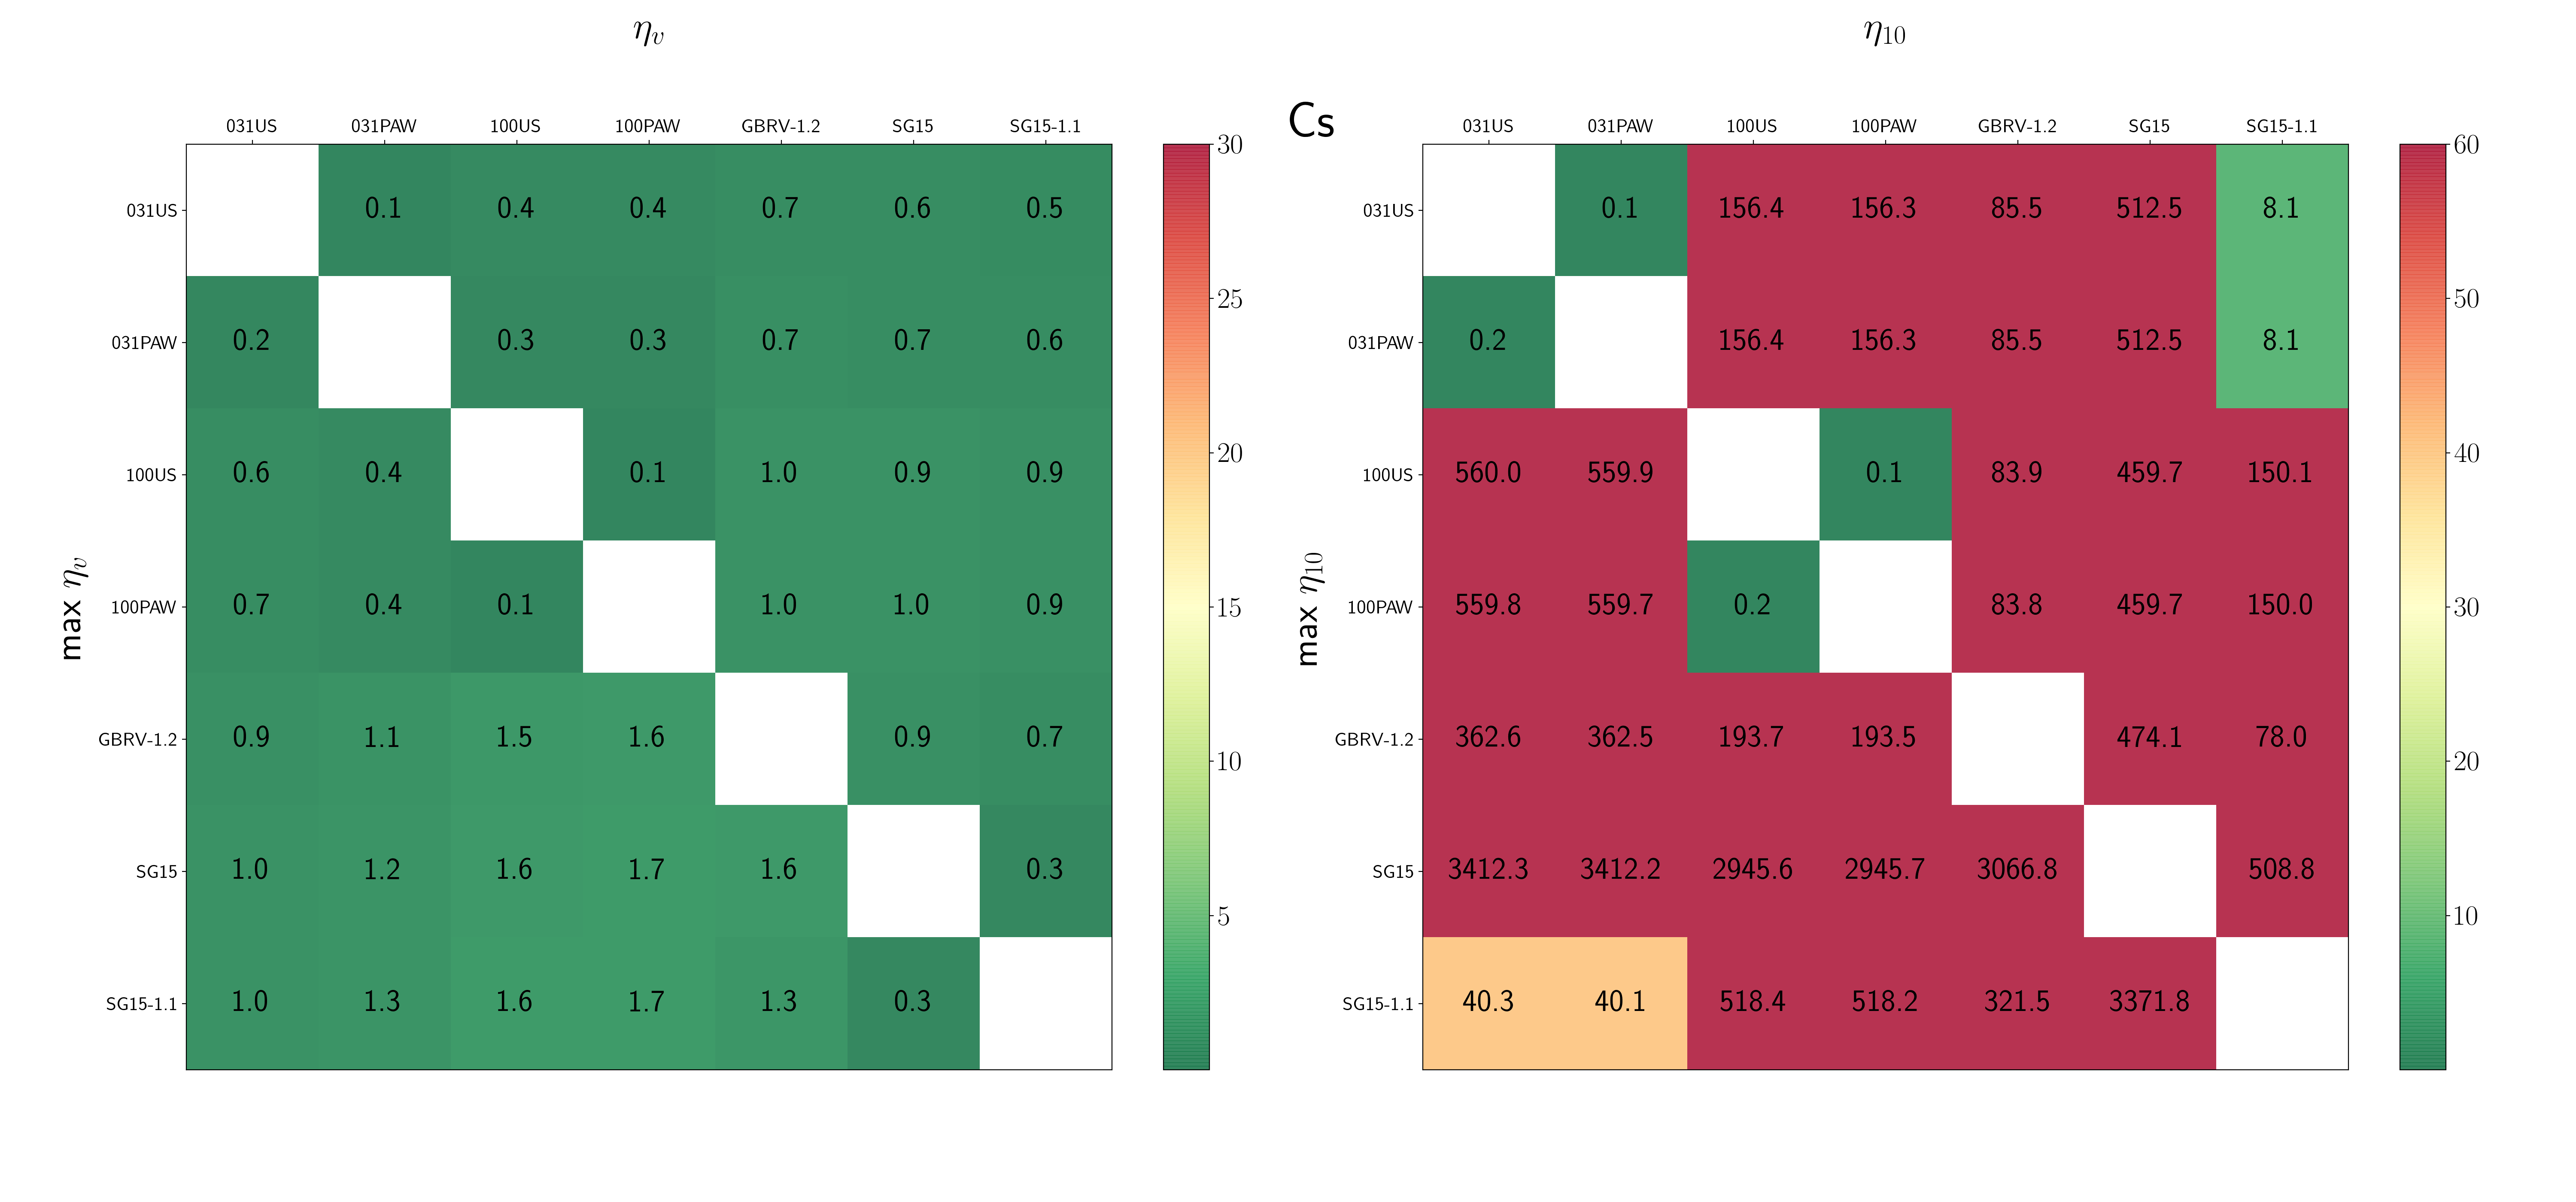 η_v
η_10
Cs
031US 031PAW 100US 100PAW GBRV-1.2 SG15 SG15-1.1
031US 0.1 0.4 0.4 0.7 0.6 0.5
031PAW 0.2 0.3 0.3 0.7 0.7 0.6
100US 0.6 0.4 0.1 1.0 0.9 0.9
100PAW 0.7 0.4 0.1 1.0 1.0 0.9
GBRV-1.2 0.9 1.1 1.5 1.6 0.9 0.7
SG15 1.0 1.2 1.6 1.7 1.6 0.3
SG15-1.1 1.0 1.3 1.6 1.7 1.3 0.3
max η_v
30
25
20
15
10
5
031US 031PAW 100US 100PAW GBRV-1.2 SG15 SG15-1.1
031US 0.1 156.4 156.3 85.5 512.5 8.1
031PAW 0.2 156.4 156.3 85.5 512.5 8.1
100US 560.0 559.9 0.1 83.9 459.7 150.1
100PAW 559.8 559.7 0.2 83.8 459.7 150.0
GBRV-1.2 362.6 362.5 193.7 193.5 474.1 78.0
SG15 3412.3 3412.2 2945.6 2945.7 3066.8 508.8
SG15-1.1 40.3 40.1 518.4 518.2 321.5 3371.8
max η_10
60
50
40
30
20
10